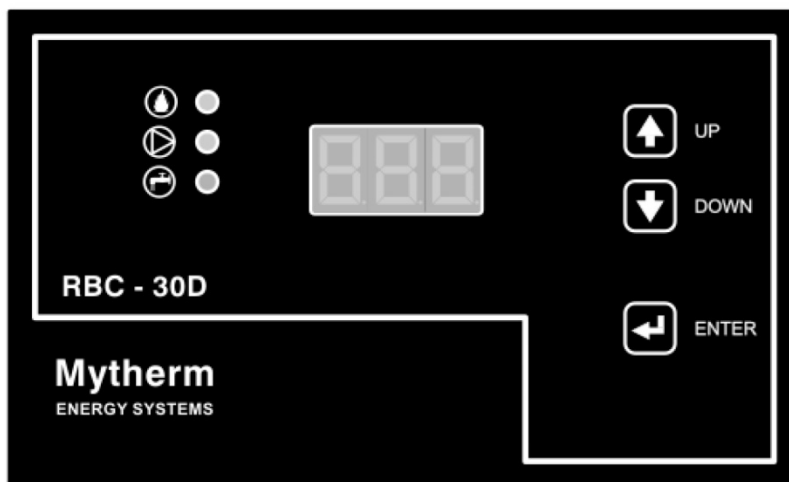 UP
DOWN
RBC - 30D
ENTER
Mytherm
ENERGY SYSTEMS